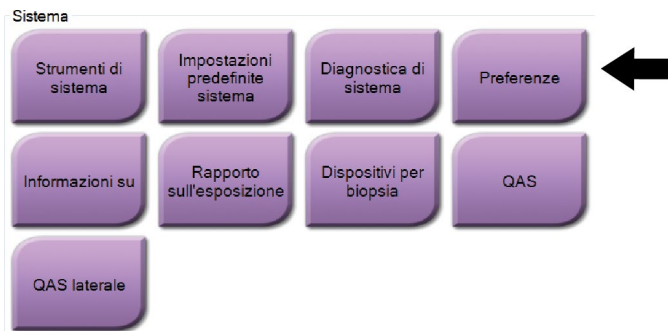 Sistema
Strumenti di
sistema
Impostazioni
predefinite
sistema
Diagnostica di
sistema
Preferenze
Informazioni su
Rapporto
sull'esposizione
Dispositivi per
biopsia
QAS
QAS laterale